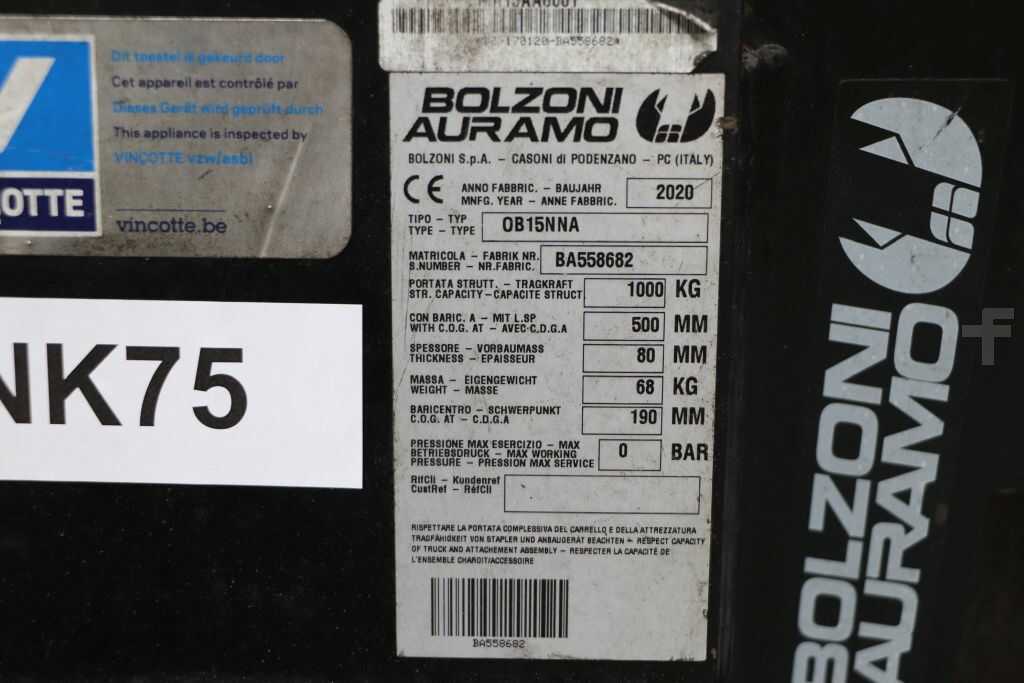 Dit toestel is gekeurd door
Cet appareil est contrôlé par
Dieses Gerät wird geprüft durch
This appliance is inspected by
VINÇOTTE vzw/asbl
OTTE
vincotte.be
NK75
170120-BA558682
BOLZONI
AURAMO
BOLZONI S.p.A - CASONI di PODENZANO - PC (ITALY)
CE
ANNO FABBRIC. - BAUJAHR
MNFG. YEAR - ANNE FABBRIC.
2020
TIPO - TYP
TYPE - TYPE
OB15NNA
MATRICOLA - FABRIK NR.
S.NUMBER - NR.FABRIC.
BA558682
PORTATA STRUTT. - TRAGKRAFT
STR. CAPACITY - CAPACITE STRUCT.
1000 KG
CON BARIC. A - MIT L.SP
WITH C.O.G. AT - AVEC C.D.G.A
500 MM
SPESSORE - VORBAUMASS
THICKNESS - EPAISSEUR
80 MM
MASSA - EIGENGEWICHT
WEIGHT - MASSE
68 KG
BARICENTRO - SCHWERPUNKT
C.O.G. AT - C.D.G.A
190 MM
PRESSIONE MAX ESERCIZIO - MAX
BETRIEBSDRUCK - MAX WORKING
PRESSURE - PRESSION MAX SERVICE
0 BAR
RifCli - Kundenref
CustRef - RéfCli
RISPETTARE LA PORTATA COMPLESSIVA DEL CARRELLO E DELLA ATTREZZATURA
TRAGFÄHIGKEIT VON STAPLER UND ANBAUGERÄT BEACHTEN - RESPECT CAPACITY
OF TRUCK AND ATTACHEMENT ASSEMBLY - RESPECTER LA CAPACITÉ DE
L'ENSEMBLE CHARIOIT/ACCESSOIRE
BA558682
BOLZONI
AURAMO